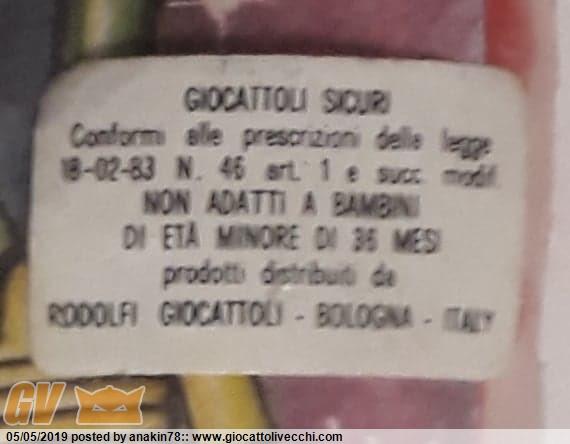 GIOCATTOLI SICURI
Conformi alle prescrizioni delle legge
18-02-83 N. 46 art. 1 e succ. modif.
NON ADATTI A BAMBINI
DI ETÀ MINORE DI 36 MESI
prodotti distribuiti da
RODOLFI GIOCATTOLI - BOLOGNA - ITALY
GV
05/05/2019 posted by anakin78:: www.giocattolivecchi.com